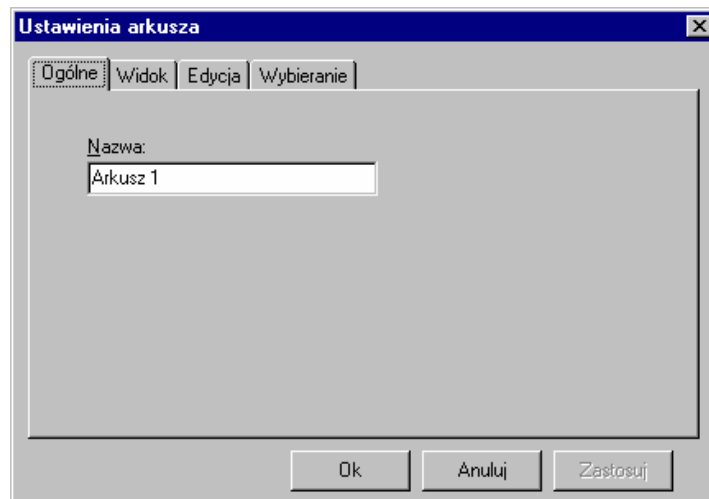 Ustawienia arkusza
Ogólne Widok Edycja Wybieranie
Nazwa:
Arkusz 1
Ok Anuluj Zastosuj